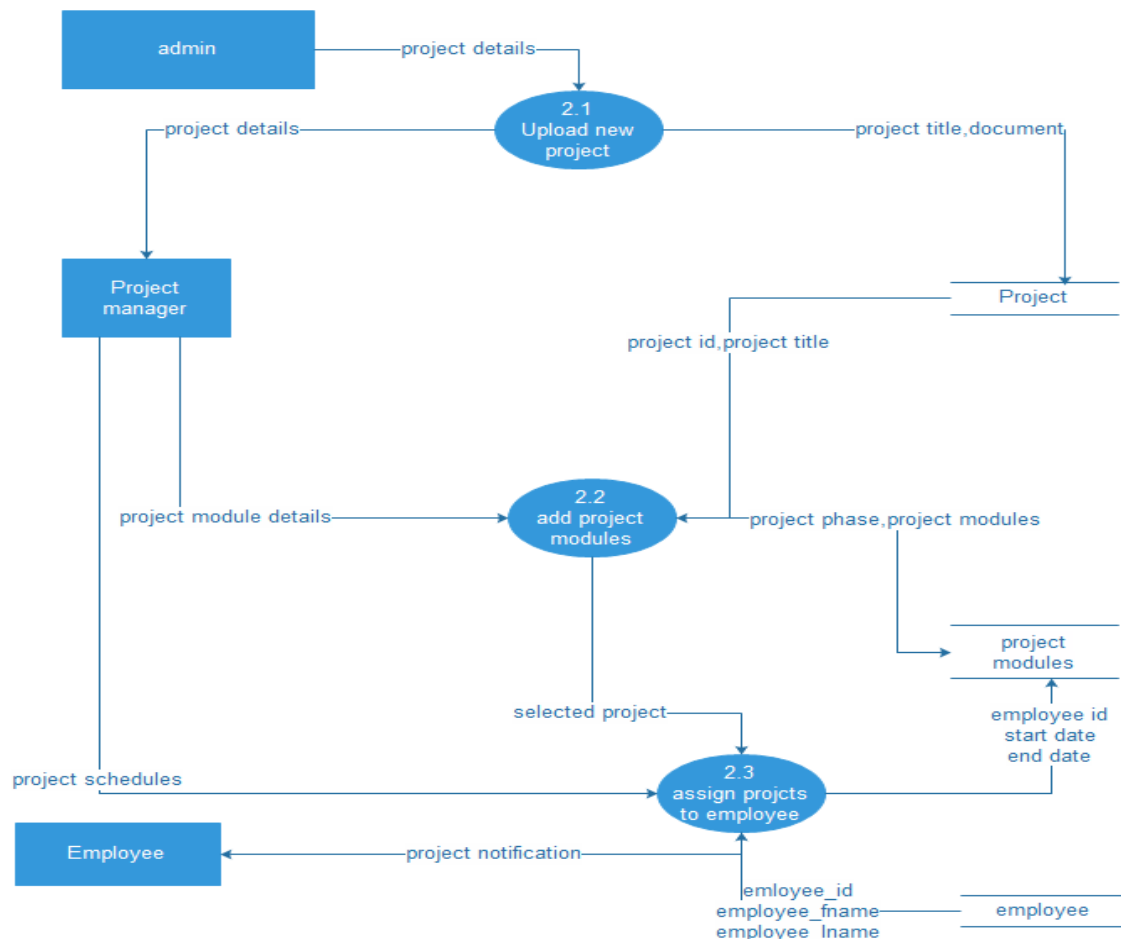 admin
project details
2.1
Upload new
project
project details
project title,document
Project
manager
Project
project id,project title
2.2
add project
modules
project module details
project phase,project modules
project
modules
selected project
employee id
start date
end date
2.3
assign projcts
to employee
project schedules
Employee
project notification
emloyee_id
employee_fname
employee_lname
employee